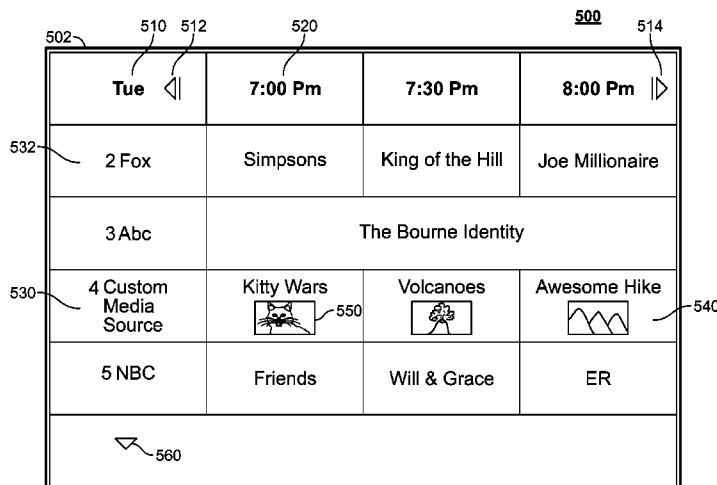 500
510
512
520
514
502
Tue
7:00 Pm
7:30 Pm
8:00 Pm
532
2 Fox
Simpsons
King of the Hill
Joe Millionaire
3 Abc
The Bourne Identity
530
4 Custom
Media
Source
Kitty Wars
550
Volcanoes
Awesome Hike
540
5 NBC
Friends
Will & Grace
ER
560